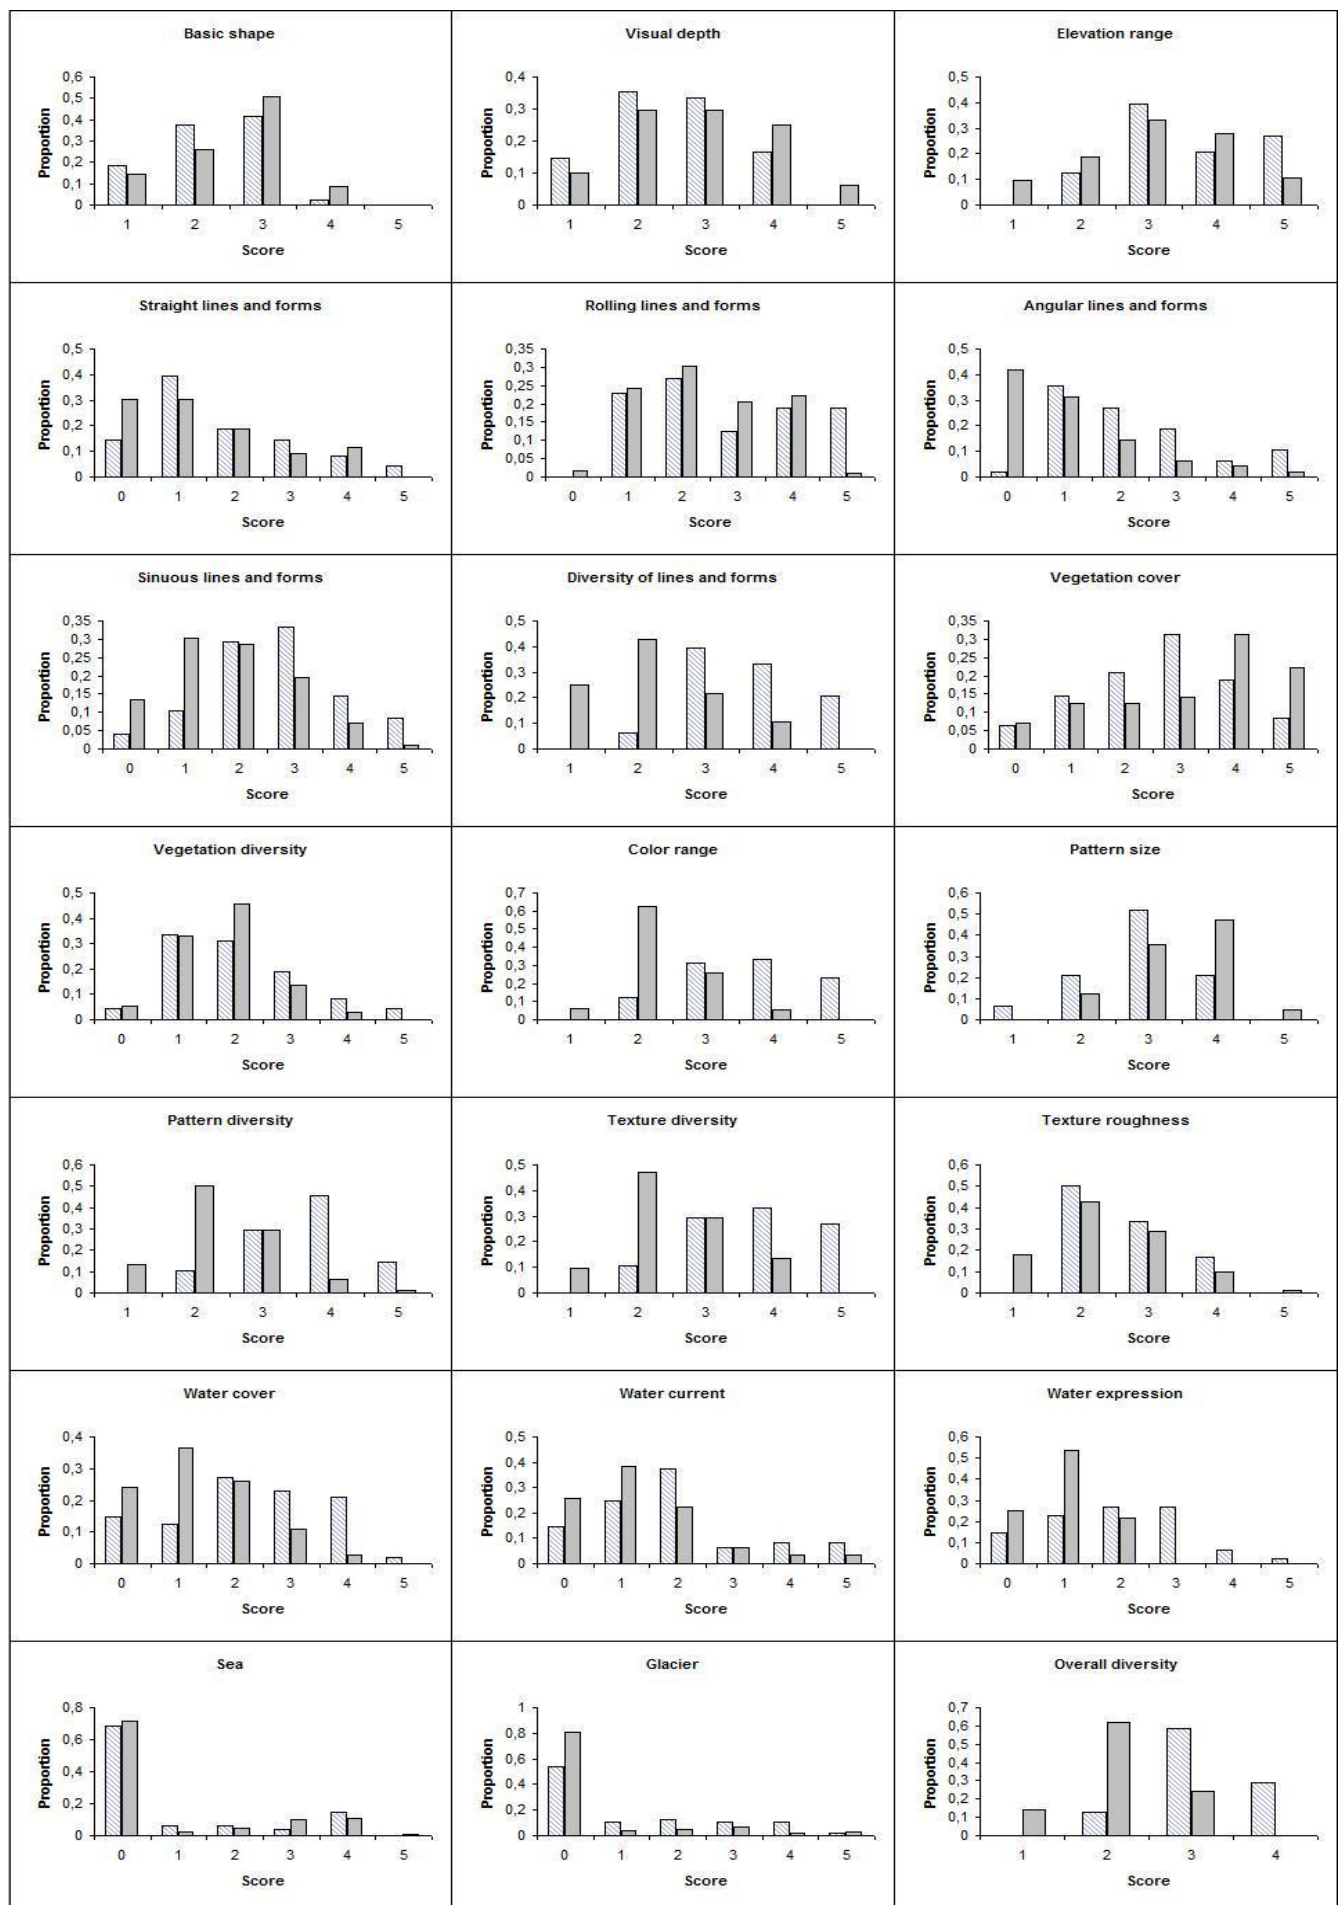 Basic shape
0,6
0,5
0,4
0,3
0,2
0,1
0
Proportion
1 2 3 4 5
Score
Visual depth
0,4
0,3
0,2
0,1
0
Proportion
1 2 3 4 5
Score
Elevation range
0,5
0,4
0,3
0,2
0,1
0
Proportion
1 2 3 4 5
Score
Straight lines and forms
0,5
0,4
0,3
0,2
0,1
0
Proportion
0 1 2 3 4 5
Score
Rolling lines and forms
0,35
0,3
0,25
0,2
0,15
0,1
0,05
0
Proportion
0 1 2 3 4 5
Score
Angular lines and forms
0,5
0,4
0,3
0,2
0,1
0
Proportion
0 1 2 3 4 5
Score
Sinuous lines and forms
0,35
0,3
0,25
0,2
0,15
0,1
0,05
0
Proportion
0 1 2 3 4 5
Score
Diversity of lines and forms
0,5
0,4
0,3
0,2
0,1
0
Proportion
1 2 3 4 5
Score
Vegetation cover
0,35
0,3
0,25
0,2
0,15
0,1
0,05
0
Proportion
0 1 2 3 4 5
Score
Vegetation diversity
0,5
0,4
0,3
0,2
0,1
0
Proportion
0 1 2 3 4 5
Score
Color range
0,7
0,6
0,5
0,4
0,3
0,2
0,1
0
Proportion
1 2 3 4 5
Score
Pattern size
0,6
0,5
0,4
0,3
0,2
0,1
0
Proportion
1 2 3 4 5
Score
Pattern diversity
0,6
0,5
0,4
0,3
0,2
0,1
0
Proportion
1 2 3 4 5
Score
Texture diversity
0,5
0,4
0,3
0,2
0,1
0
Proportion
1 2 3 4 5
Score
Texture roughness
0,6
0,5
0,4
0,3
0,2
0,1
0
Proportion
1 2 3 4 5
Score
Water cover
0,4
0,3
0,2
0,1
0
Proportion
0 1 2 3 4 5
Score
Water current
0,5
0,4
0,3
0,2
0,1
0
Proportion
0 1 2 3 4 5
Score
Water expression
0,6
0,5
0,4
0,3
0,2
0,1
0
Proportion
0 1 2 3 4 5
Score
Sea
0,8
0,6
0,4
0,2
0
Proportion
0 1 2 3 4 5
Score
Glacier
1
0,8
0,6
0,4
0,2
0
Proportion
0 1 2 3 4 5
Score
Overall diversity
0,7
0,6
0,5
0,4
0,3
0,2
0,1
0
Proportion
1 2 3 4
Score